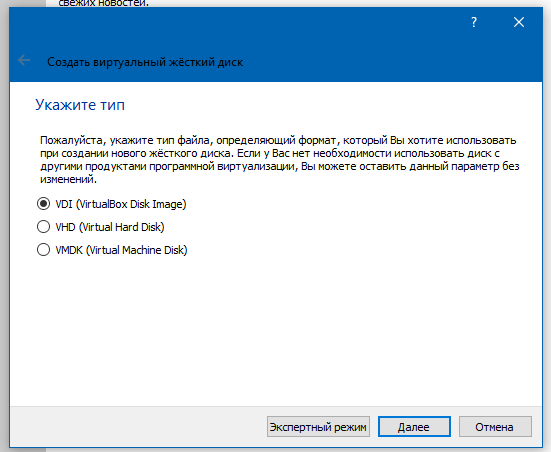 свежих новостей.
?
Создать виртуальный жёсткий диск
Укажите тип
Пожалуйста, укажите тип файла, определяющий формат, который Вы хотите использовать
при создании нового жёсткого диска. Если у Вас нет необходимости использовать диск с
другими продуктами программной виртуализации, Вы можете оставить данный параметр без
изменений.
VDI (VirtualBox Disk Image)
VHD (Virtual Hard Disk)
VMDK (Virtual Machine Disk)
Экспертный режим
Далее
Отмена